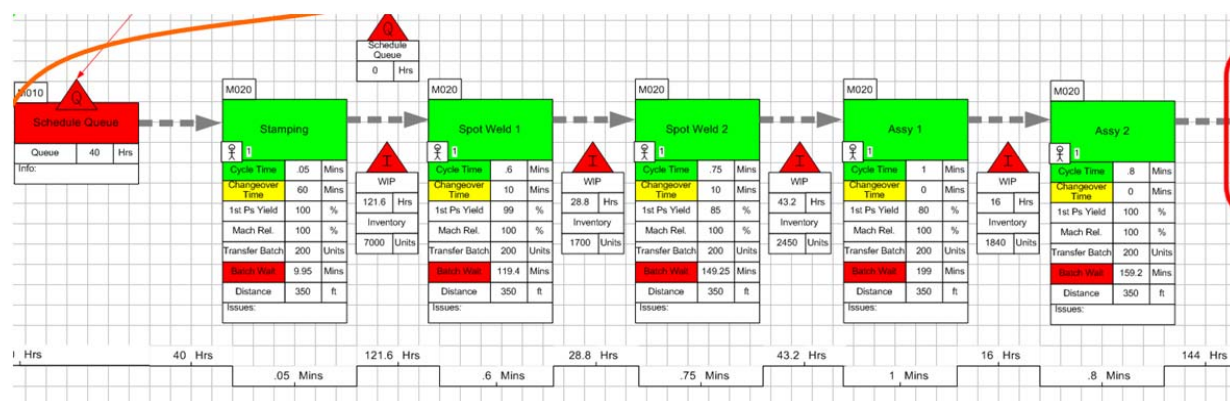 Q
Schedule
Queue
0 Hrs
M010
Q
Schedule Queue
Queue 40 Hrs
Info:
M020
Stamping
1
Cycle Time .05 Mins
Changeover
Time 60 Mins
1st Ps Yield 100 %
Mach Rel. 100 %
Transfer Batch 200 Units
Batch Wait 9.95 Mins
Distance 350 ft
Issues:
I
WIP
121.6 Hrs
Inventory
7000 Units
M020
Spot Weld 1
1
Cycle Time .6 Mins
Changeover
Time 10 Mins
1st Ps Yield 99 %
Mach Rel. 100 %
Transfer Batch 200 Units
Batch Wait 119.4 Mins
Distance 350 ft
Issues:
I
WIP
28.8 Hrs
Inventory
1700 Units
M020
Spot Weld 2
1
Cycle Time .75 Mins
Changeover
Time 10 Mins
1st Ps Yield 85 %
Mach Rel. 100 %
Transfer Batch 200 Units
Batch Wait 149.25 Mins
Distance 350 ft
Issues:
I
WIP
43.2 Hrs
Inventory
2450 Units
M020
Assy 1
1
Cycle Time 1 Mins
Changeover
Time 0 Mins
1st Ps Yield 80 %
Mach Rel. 100 %
Transfer Batch 200 Units
Batch Wait 199 Mins
Distance 350 ft
Issues:
I
WIP
16 Hrs
Inventory
1840 Units
M020
Assy 2
1
Cycle Time .8 Mins
Changeover
Time 0 Mins
1st Ps Yield 100 %
Mach Rel. 100 %
Transfer Batch 200 Units
Batch Wait 159.2 Mins
Distance 350 ft
Issues:
Hrs 40 Hrs 121.6 Hrs 28.8 Hrs 43.2 Hrs 16 Hrs 144 Hrs
.05 Mins .6 Mins .75 Mins 1 Mins .8 Mins